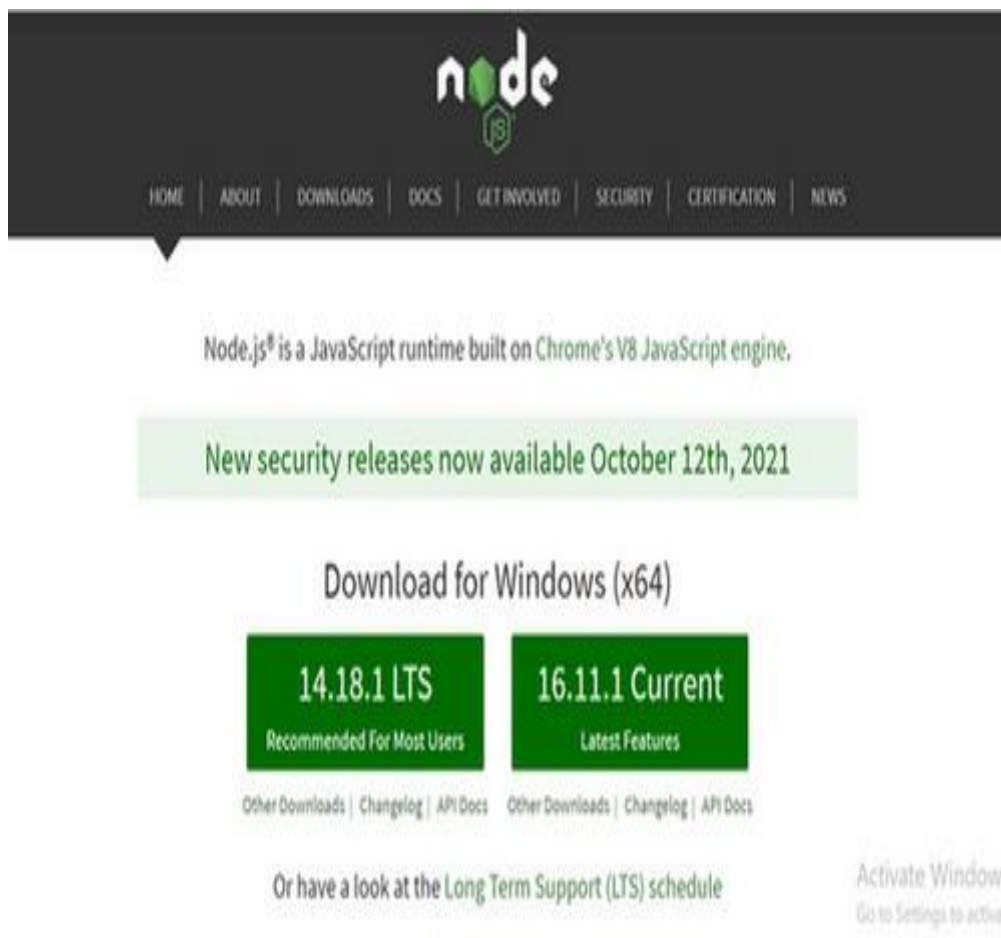 node
JS
HOME | ABOUT | DOWNLOADS | DOCS | GET INVOLVED | SECURITY | CERTIFICATION | NEWS
Node.js® is a JavaScript runtime built on Chrome's V8 JavaScript engine.
New security releases now available October 12th, 2021
Download for Windows (x64)
14.18.1 LTS
Recommended For Most Users
16.11.1 Current
Latest Features
Other Downloads | Changelog | API Docs
Other Downloads | Changelog | API Docs
Or have a look at the Long Term Support (LTS) schedule
Activate Window
Go to Settings to activa